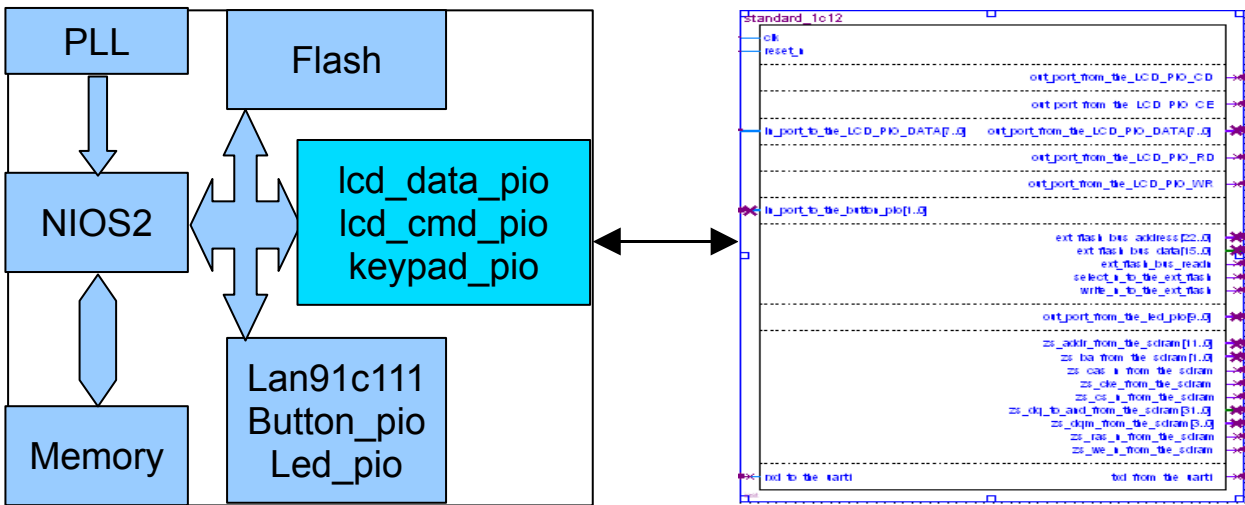 PLL
Flash
NIOS2
lcd_data_pio
lcd_cmd_pio
keypad_pio
Memory
Lan91c111
Button_pio
Led_pio
standard_1c12
clk
reset_n
out_port_from_the_LCD_PIO_CD
out_port_from_the_LCD_PIO_CE
in_port_to_the_LCD_PIO_DATA[7..0] out_port_from_the_LCD_PIO_DATA[7..0]
out_port_from_the_LCD_PIO_RD
out_port_from_the_LCD_PIO_WR
in_port_to_the_button_pio[1..0]
ext_flash_bus_address[22..0]
ext_flash_bus_data[15..0]
ext_flash_bus_readn
select_n_to_the_ext_flash
write_n_to_the_ext_flash
out_port_from_the_led_pio[9..0]
zs_addr_from_the_sdram[11..0]
zs_ba_from_the_sdram[1..0]
zs_cas_n_from_the_sdram
zs_cke_from_the_sdram
zs_cs_n_from_the_sdram
zs_dq_to_and_from_the_sdram[31..0]
zs_dqm_from_the_sdram[3..0]
zs_ras_n_from_the_sdram
zs_we_n_from_the_sdram
rxd_to_the_uart1 txd_from_the_uart1